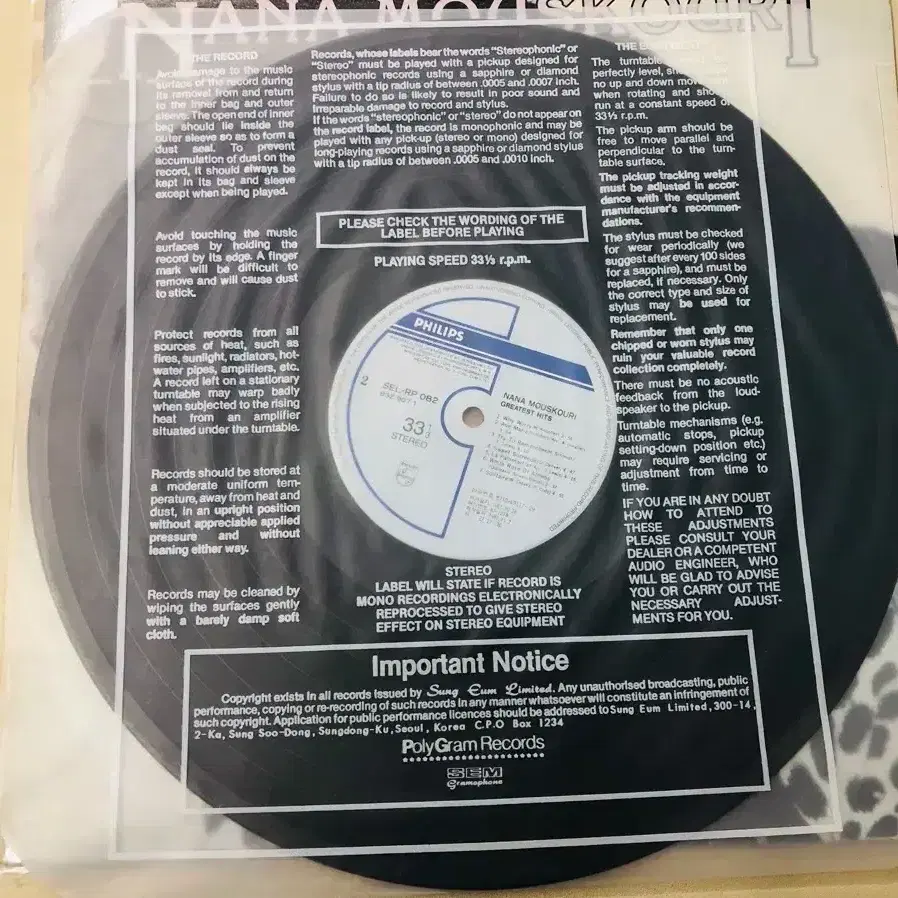 NANA MOUSKOURI
THE RECORD
Avoid damage to the music
surface of the record during
its removal from and return
to the inner bag and outer
sleeve. The open end of inner
bag should lie inside the
outer sleeve so as to form a
dust seal. To prevent
accumulation of dust on the
record, it should always be
kept in its bag and sleeve
except when being played.
Avoid touching the music
surfaces by holding the
record by its edge. A finger
mark will be difficult to
remove and will cause dust
to stick.
Protect records from all
sources of heat, such as
fires, sunlight, radiators, hot-
water pipes, amplifiers, etc.
A record left on a stationary
turntable may warp badly
when subjected to the rising
heat from an amplifier
situated under the turntable.
Records should be stored at
a moderate uniform tem-
perature, away from heat and
dust, in an upright position
without appreciable applied
pressure and without
leaning either way.
Records may be cleaned by
wiping the surfaces gently
with a barely damp soft
cloth.
Records, whose labels bear the words "Stereophonic" or
"Stereo" must be played with a pickup designed for
stereophonic records using a sapphire or diamond
stylus with a tip radius of between .0005 and .0007 inch.
Failure to do so is likely to result in poor sound and
irreparable damage to record and stylus.
If the words "stereophonic" or "stereo" do not appear on
the record label, the record is monophonic and may be
played with any pick-up (stereo or mono) designed for
long-playing records using a sapphire or diamond stylus
with a tip radius of between .0005 and .0010 inch.
PLEASE CHECK THE WORDING OF THE
LABEL BEFORE PLAYING
PLAYING SPEED 33⅓ r.p.m.
PHILIPS
2
SEL-RP 082
33⅓
STEREO
NANA MOUSKOURI
GREATEST HITS
STEREO
LABEL WILL STATE IF RECORD IS
MONO RECORDINGS ELECTRONICALLY
REPROCESSED TO GIVE STEREO
EFFECT ON STEREO EQUIPMENT
THE
The turntable
perfectly level,
no up and down
when rotating and
run at a constant speed of
33⅓ r.p.m.
The pickup arm should be
free to move parallel and
perpendicular to the turn-
table surface.
The pickup tracking weight
must be adjusted in accor-
dance with the equipment
manufacturer's recommen-
dations.
The stylus must be checked
for wear periodically (we
suggest after every 100 sides
for a sapphire), and must be
replaced, if necessary. Only
the correct type and size of
stylus may be used for
replacement.
Remember that only one
chipped or worn stylus may
ruin your valuable record
collection completely.
There must be no acoustic
feedback from the loud-
speaker to the pickup.
Turntable mechanisms (e.g.
automatic stops, pickup
setting-down position etc.)
may require servicing or
adjustment from time to
time.
IF YOU ARE IN ANY DOUBT
HOW TO ATTEND TO
THESE ADJUSTMENTS
PLEASE CONSULT YOUR
DEALER OR A COMPETENT
AUDIO ENGINEER, WHO
WILL BE GLAD TO ADVISE
YOU OR CARRY OUT THE
NECESSARY ADJUST-
MENTS FOR YOU.
Important Notice
Copyright exists in all records issued by Sung Eum Limited. Any unauthorised broadcasting, public
performance, copying or re-recording of such records in any manner whatsoever will constitute an infringement of
such copyright. Application for public performance licences should be addressed to Sung Eum Limited, 300-14,
2-Ka, Sung Soo-Dong, Sungdong-Ku, Seoul, Korea C.P.O Box 1234
PolyGram Records
SEM
Gramophone